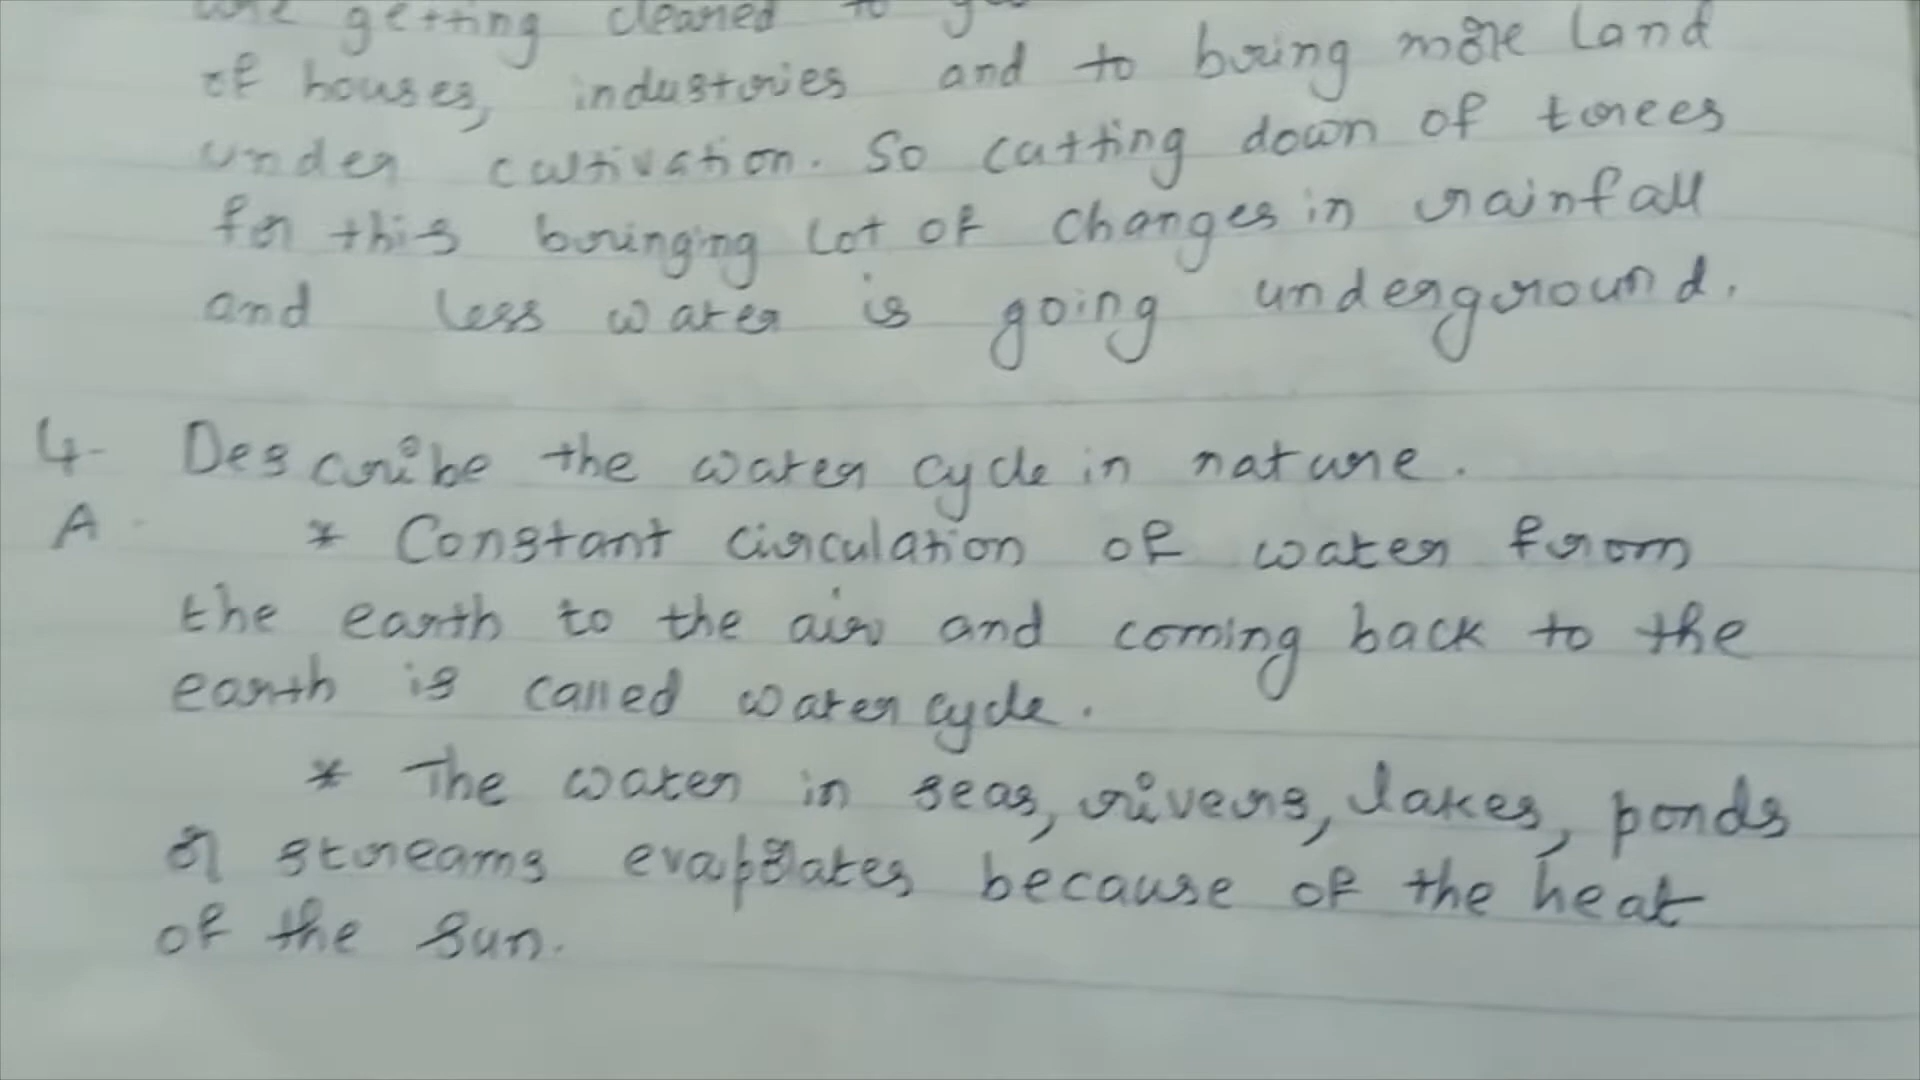 getting cleaned to
of houses, industries and to bring more land
under cultivation. So cutting down of trees
for this bringing lot of changes in rainfall
and less water is going underground.
4- Describe the water cycle in nature.
A- * Constant circulation of water from
the earth to the air and coming back to the
earth is called water cycle.
* The water in seas, rivers, lakes, ponds
or streams evaporates because of the heat
of the sun.